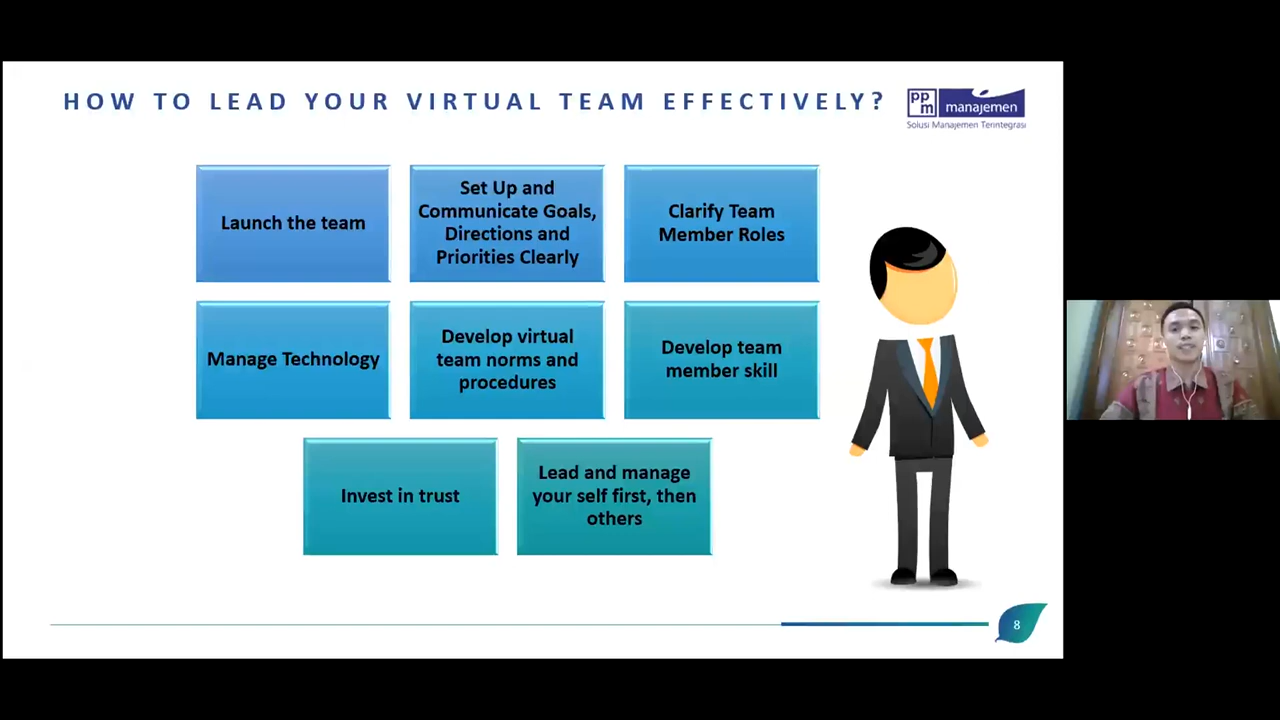 HOW TO LEAD YOUR VIRTUAL TEAM EFFECTIVELY?
ppm manajemen
Solusi Manajemen Terintegrasi
Launch the team
Set Up and
Communicate Goals,
Directions and
Priorities Clearly
Clarify Team
Member Roles
Manage Technology
Develop virtual
team norms and
procedures
Develop team
member skill
Invest in trust
Lead and manage
your self first, then
others
8